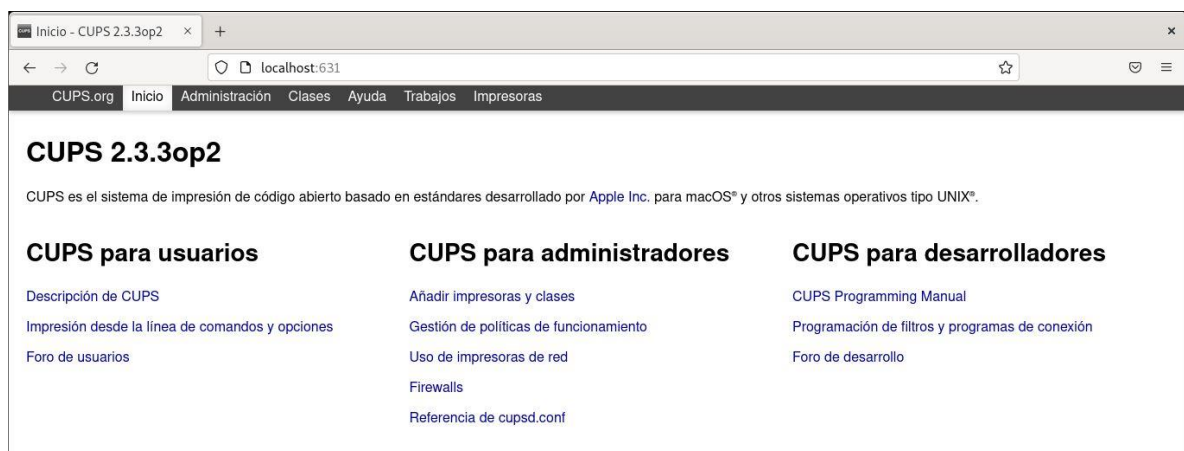 Inicio - CUPS 2.3.3op2
localhost:631
CUPS.org Inicio Administración Clases Ayuda Trabajos Impresoras
CUPS 2.3.3op2
CUPS es el sistema de impresión de código abierto basado en estándares desarrollado por Apple Inc. para macOS® y otros sistemas operativos tipo UNIX®.
CUPS para usuarios
Descripción de CUPS
Impresión desde la línea de comandos y opciones
Foro de usuarios
CUPS para administradores
Añadir impresoras y clases
Gestión de políticas de funcionamiento
Uso de impresoras de red
Firewalls
Referencia de cupsd.conf
CUPS para desarrolladores
CUPS Programming Manual
Programación de filtros y programas de conexión
Foro de desarrollo